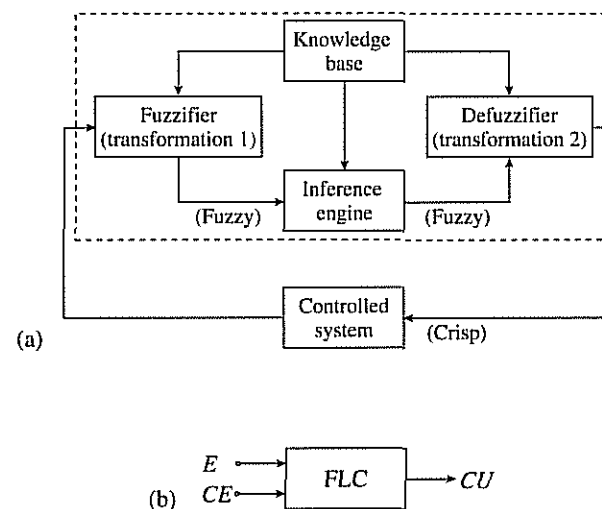 Knowledge
base
Fuzzifier
(transformation 1)
Defuzzifier
(transformation 2)
Inference
engine
(Fuzzy)
(Fuzzy)
Controlled
system
(Crisp)
(a)
E
CE
FLC
CU
(b)